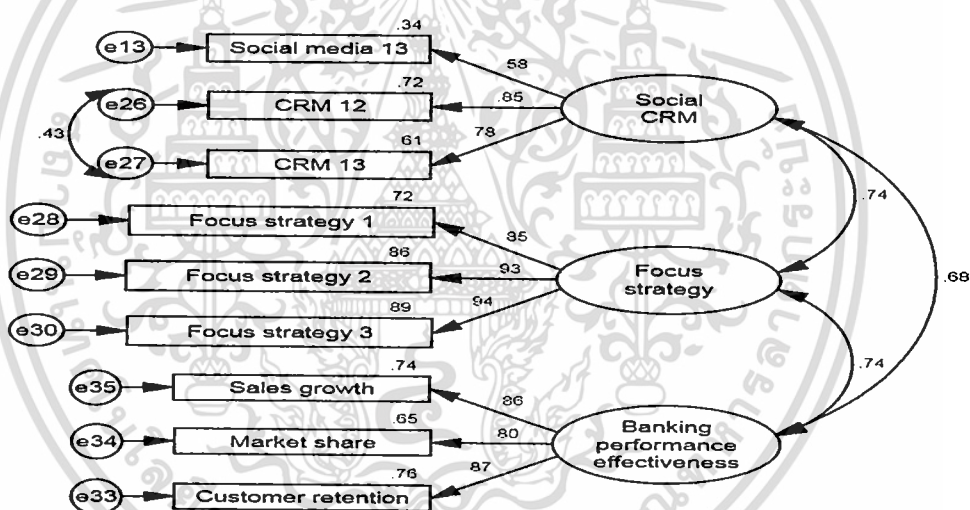 .34
e13 Social media 13
58
.72
e26 CRM 12
.85
Social
CRM
.43
61
e27 CRM 13
78
72
e28 Focus strategy 1
85
.74
86
e29 Focus strategy 2
93
Focus
strategy
.68
89
e30 Focus strategy 3
94
.74
e35 Sales growth
86
.74
.65
e34 Market share
80
Banking
performance
effectiveness
.76
e33 Customer retention
87